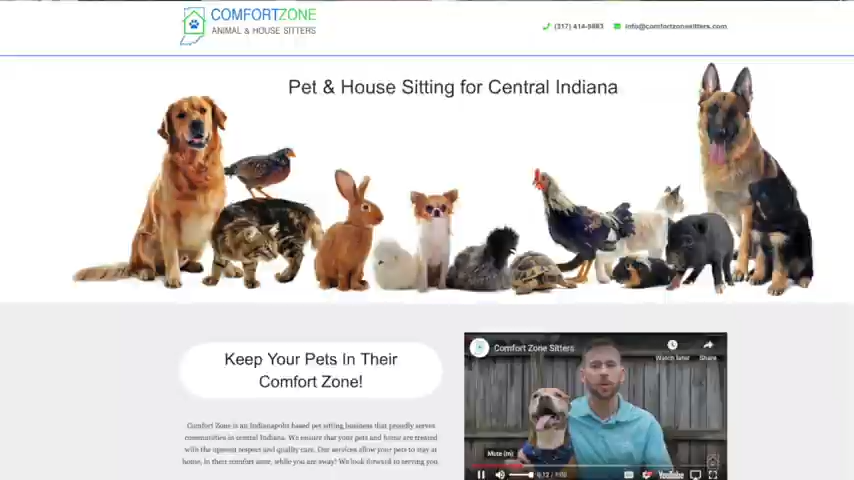 COMFORTZONE
ANIMAL & HOUSE SITTERS
info@comfortzonesitters.com
Pet & House Sitting for Central Indiana
Keep Your Pets In Their
Comfort Zone!
Comfort Zone is an Indianapolis based pet sitting business that proudly serves
communities in central Indiana. We ensure that your pets and home are treated
with the utmost respect and quality care. Our services allow your pets to stay at
home, in their comfort zone, while you are away! We look forward to serving you.
Comfort Zone Sitters
Watch later
Share
Mute (m)
YouTube